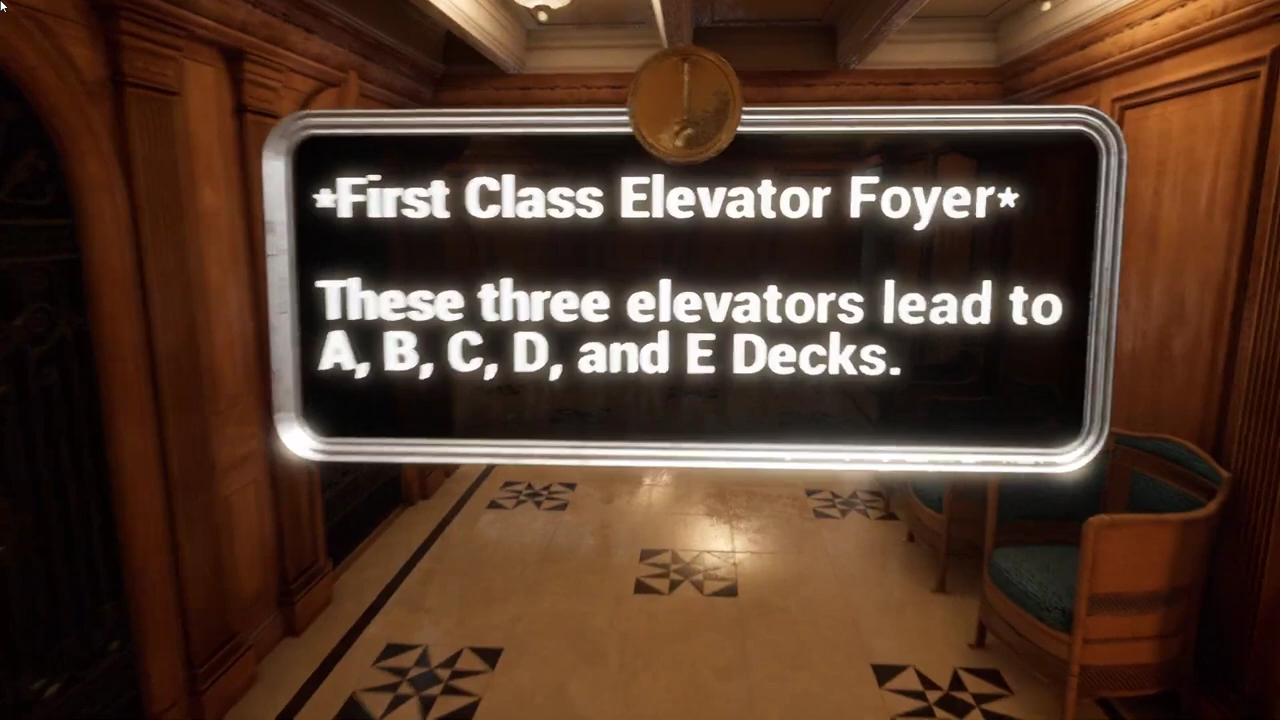 *First Class Elevator Foyer*
These three elevators lead to
A, B, C, D, and E Decks.